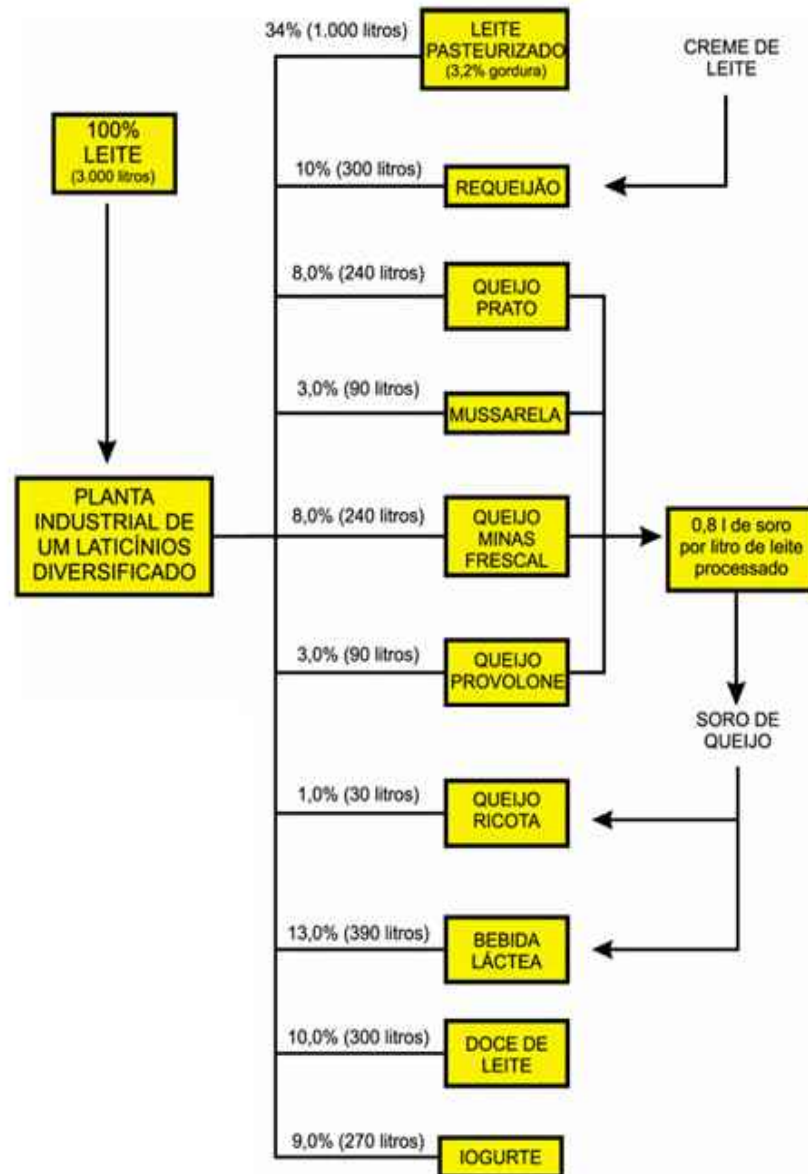 34% (1.000 litros)
LEITE
PASTEURIZADO
(3,2% gordura)
CREME DE
LEITE
100%
LEITE
(3.000 litros)
10% (300 litros)
REQUEIJÃO
8,0% (240 litros)
QUEIJO
PRATO
3,0% (90 litros)
MUSSARELA
PLANTA
INDUSTRIAL DE
UM LATICÍNIOS
DIVERSIFICADO
8,0% (240 litros)
QUEIJO
MINAS
FRESCAL
0,8 l de soro
por litro de leite
processado
3,0% (90 litros)
QUEIJO
PROVOLONE
SORO DE
QUEIJO
1,0% (30 litros)
QUEIJO
RICOTA
13,0% (390 litros)
BEBIDA
LÁCTEA
10,0% (300 litros)
DOCE DE
LEITE
9,0% (270 litros)
IOGURTE